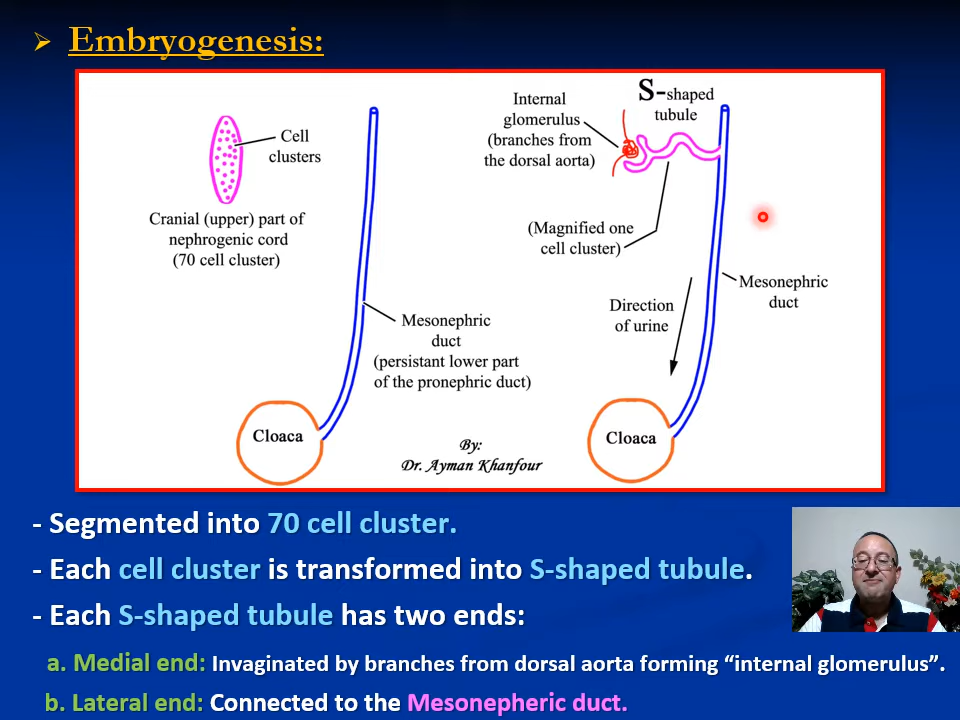 Embryogenesis:
Cell
clusters
Cranial (upper) part of
nephrogenic cord
(70 cell cluster)
Mesonephric
duct
(persistant lower part
of the pronephric duct)
Cloaca
By:
Dr. Ayman Khanfour
Internal
glomerulus
(branches from
the dorsal aorta)
S-shaped
tubule
(Magnified one
cell cluster)
Mesonephric
duct
Direction
of urine
Cloaca
- Segmented into 70 cell cluster.
- Each cell cluster is transformed into S-shaped tubule.
- Each S-shaped tubule has two ends:
a. Medial end: Invaginated by branches from dorsal aorta forming “internal glomerulus”.
b. Lateral end: Connected to the Mesonepheric duct.